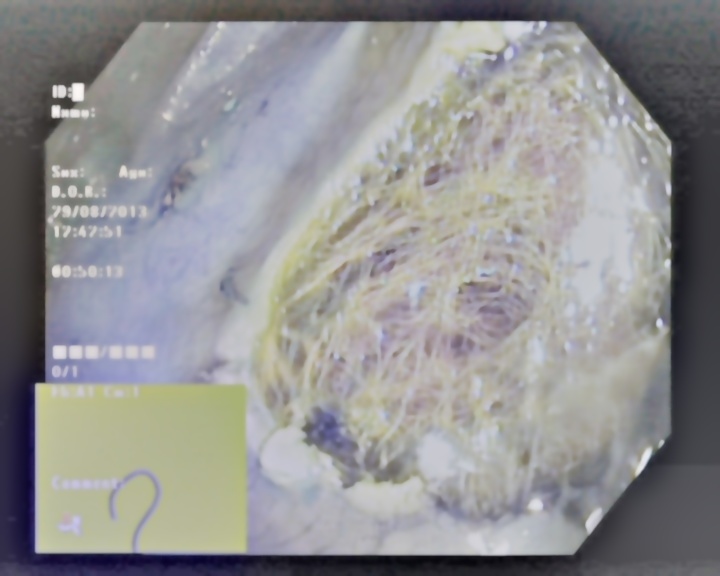 ID:
Name:
Sex: Age:
D.O.B.:
29/08/2013
17:47:51
00:50:13
0/1
Comment: